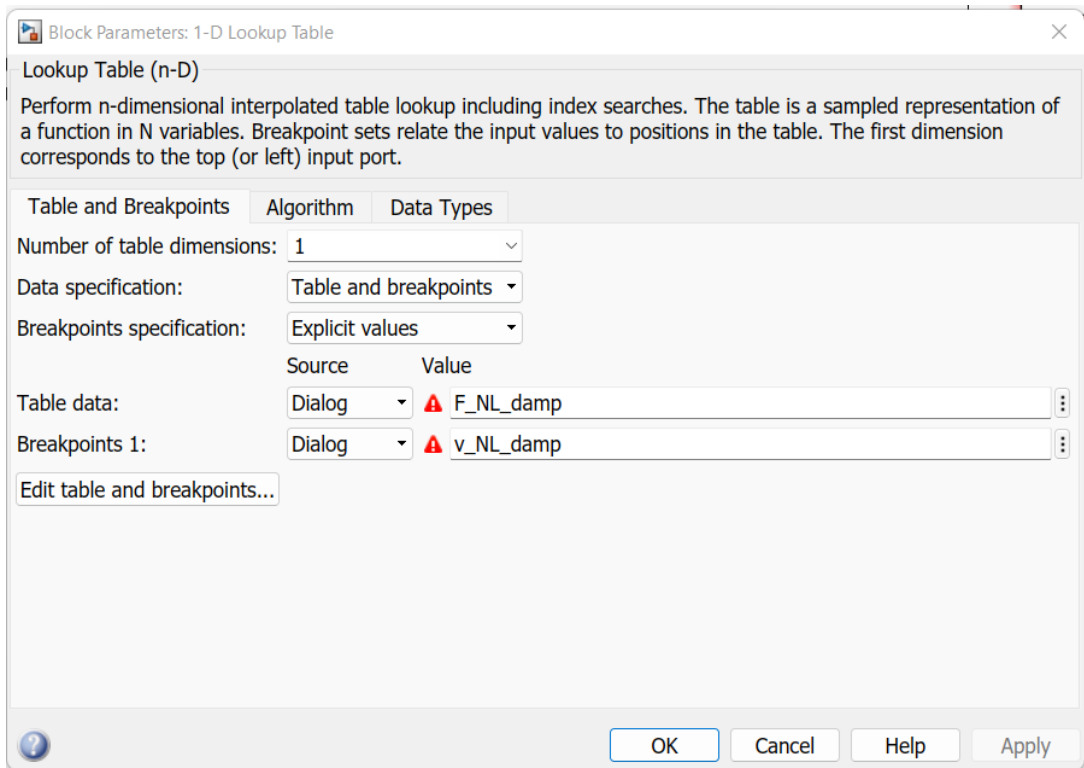 Block Parameters: 1-D Lookup Table
Lookup Table (n-D)
Perform n-dimensional interpolated table lookup including index searches. The table is a sampled representation of
a function in N variables. Breakpoint sets relate the input values to positions in the table. The first dimension
corresponds to the top (or left) input port.
Table and Breakpoints Algorithm Data Types
Number of table dimensions: 1
Data specification: Table and breakpoints
Breakpoints specification: Explicit values
Source Value
Table data: Dialog F_NL_damp
Breakpoints 1: Dialog v_NL_damp
Edit table and breakpoints...
OK Cancel Help Apply